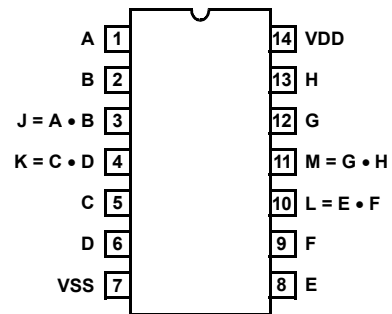 A 1 14 VDD
B 2 13 H
J = A • B 3 12 G
K = C • D 4 11 M = G • H
C 5 10 L = E • F
D 6 9 F
VSS 7 8 E